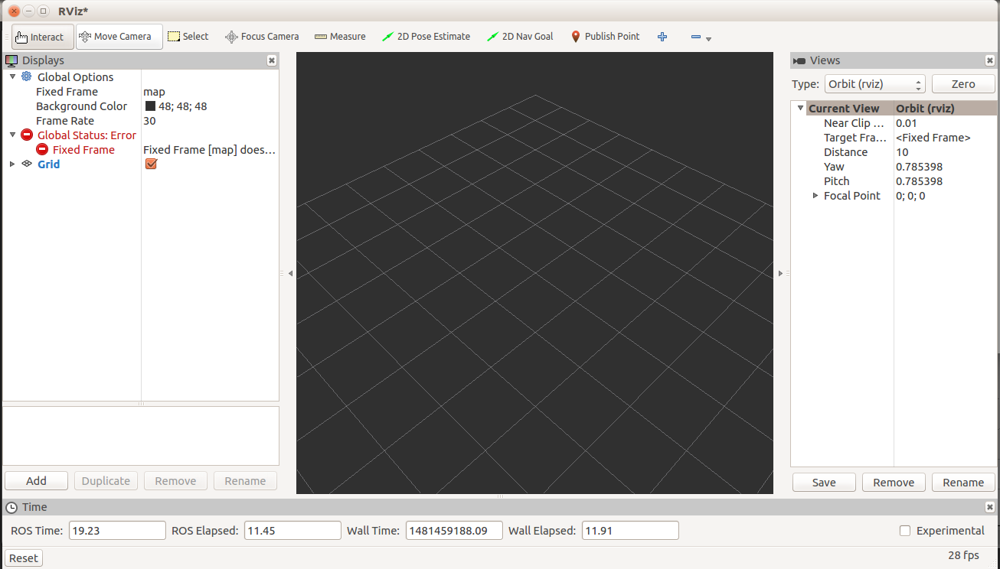 RViz*
Interact Move Camera Select Focus Camera Measure 2D Pose Estimate 2D Nav Goal Publish Point
Displays
Global Options
Fixed Frame map
Background Color 48; 48; 48
Frame Rate 30
Global Status: Error
Fixed Frame Fixed Frame [map] does...
Grid
Add Duplicate Remove Rename
Views
Type: Orbit (rviz) Zero
Current View Orbit (rviz)
Near Clip ... 0.01
Target Fra... <Fixed Frame>
Distance 10
Yaw 0.785398
Pitch 0.785398
Focal Point 0; 0; 0
Save Remove Rename
Time
ROS Time: 19.23 ROS Elapsed: 11.45 Wall Time: 1481459188.09 Wall Elapsed: 11.91 Experimental
Reset 28 fps